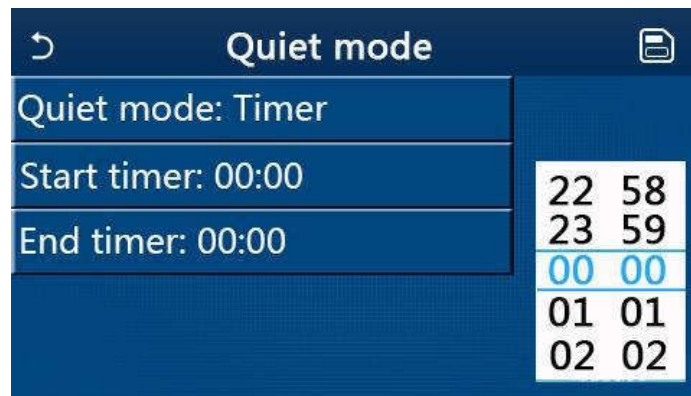 Quiet mode
Quiet mode: Timer
Start timer: 00:00
End timer: 00:00
22 58
23 59
00 00
01 01
02 02